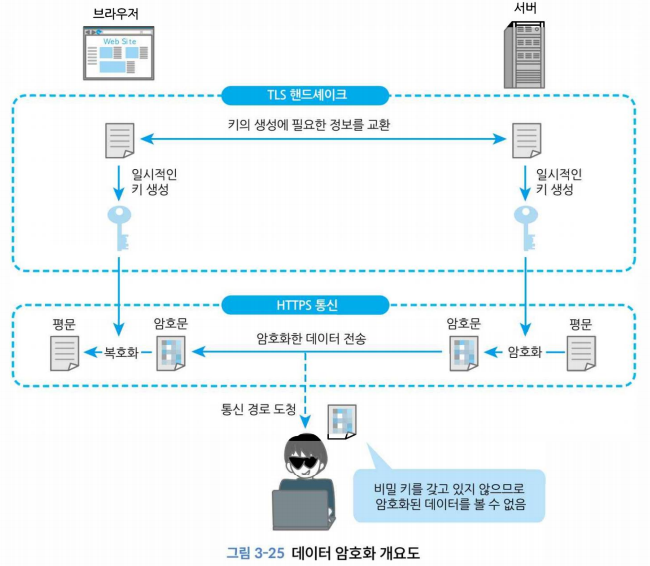 브라우저
서버
Web Site
TLS 핸드셰이크
키의 생성에 필요한 정보를 교환
일시적인
키 생성
일시적인
키 생성
HTTPS 통신
평문
암호문
암호화한 데이터 전송
암호문
평문
복호화
암호화
통신 경로 도청
비밀 키를 갖고 있지 않으므로
암호화된 데이터를 볼 수 없음
그림 3-25 데이터 암호화 개요도